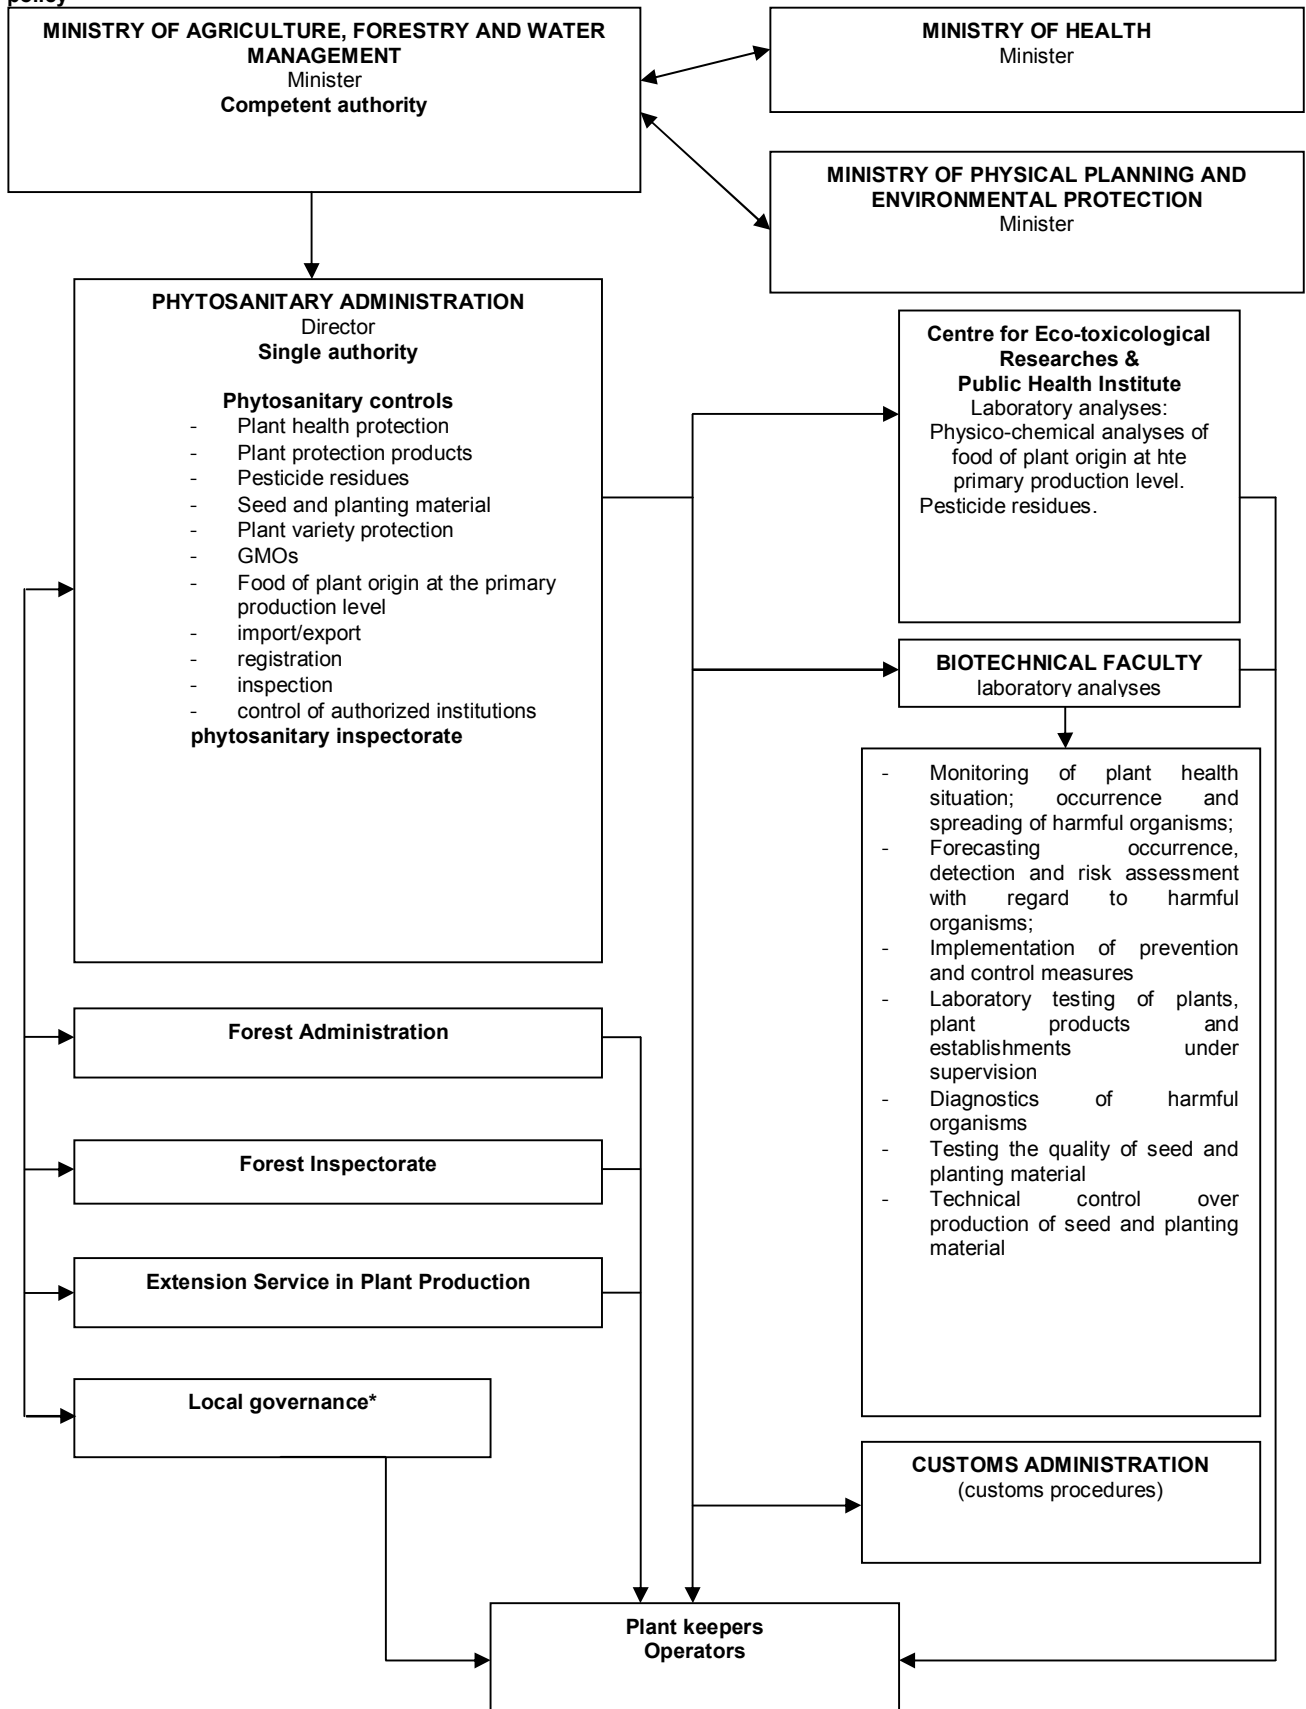 policy
MINISTRY OF AGRICULTURE, FORESTRY AND WATER
MANAGEMENT
Minister
Competent authority
MINISTRY OF HEALTH
Minister
MINISTRY OF PHYSICAL PLANNING AND
ENVIRONMENTAL PROTECTION
Minister
PHYTOSANITARY ADMINISTRATION
Director
Single authority
Phytosanitary controls
- Plant health protection
- Plant protection products
- Pesticide residues
- Seed and planting material
- Plant variety protection
- GMOs
- Food of plant origin at the primary
production level
- import/export
- registration
- inspection
- control of authorized institutions
phytosanitary inspectorate
Centre for Eco-toxicological
Researches &
Public Health Institute
Laboratory analyses:
Physico-chemical analyses of
food of plant origin at hte
primary production level.
Pesticide residues.
BIOTECHNICAL FACULTY
laboratory analyses
- Monitoring of plant health
situation; occurrence and
spreading of harmful organisms;
- Forecasting occurrence,
detection and risk assessment
with regard to harmful
organisms;
- Implementation of prevention
and control measures
- Laboratory testing of plants,
plant products and
establishments under
supervision
- Diagnostics of harmful
organisms
- Testing the quality of seed and
planting material
- Technical control over
production of seed and planting
material
Forest Administration
Forest Inspectorate
Extension Service in Plant Production
Local governance*
CUSTOMS ADMINISTRATION
(customs procedures)
Plant keepers
Operators